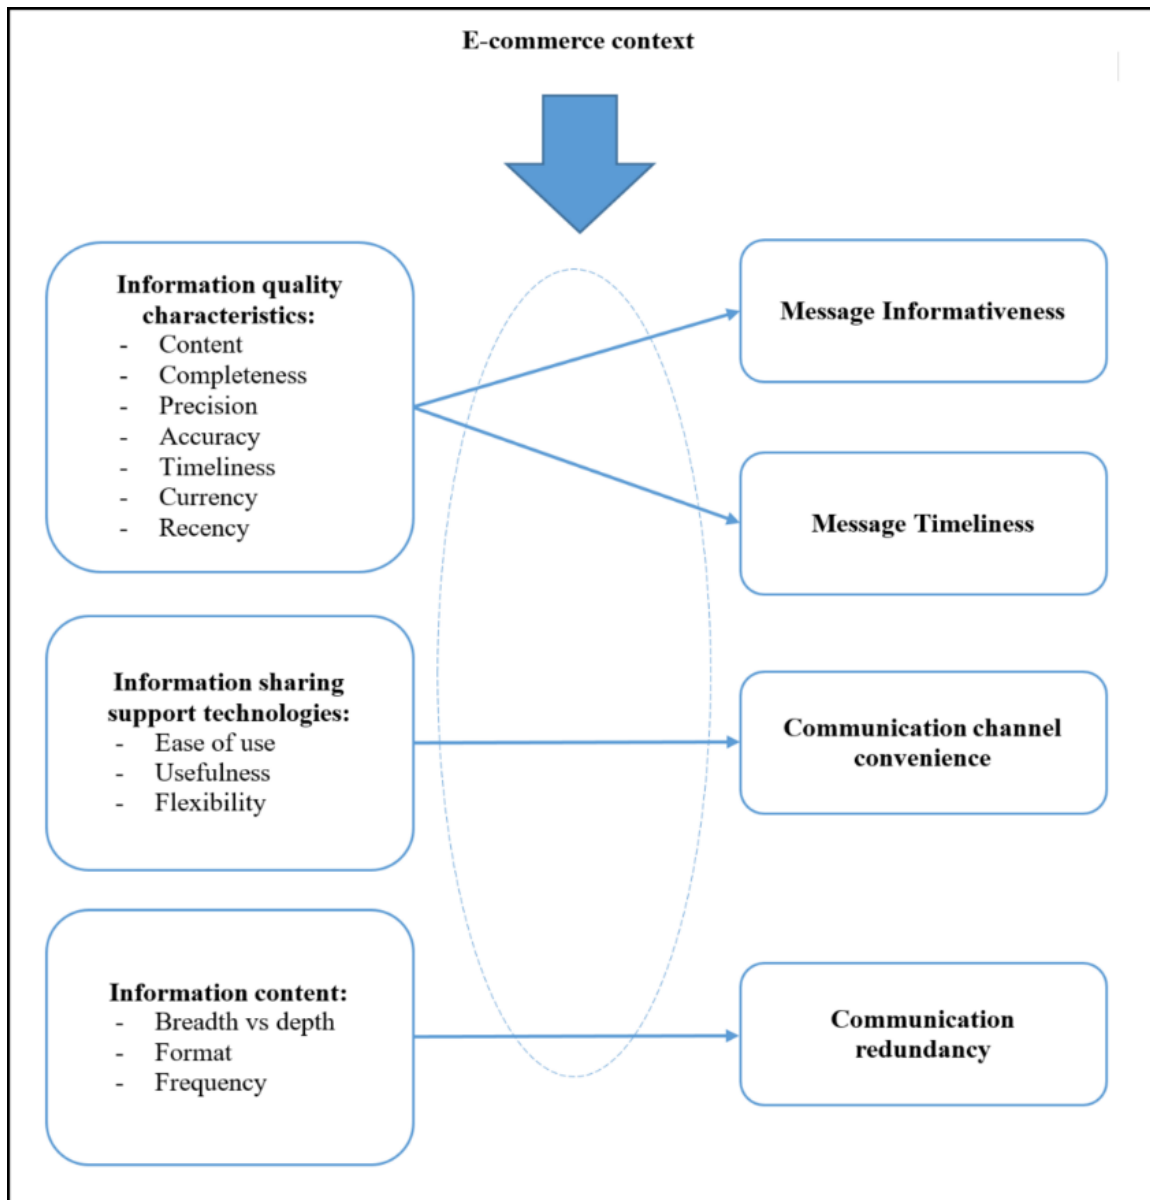 E-commerce context
Information quality
characteristics:
- Content
- Completeness
- Precision
- Accuracy
- Timeliness
- Currency
- Recency
Message Informativeness
Message Timeliness
Information sharing
support technologies:
- Ease of use
- Usefulness
- Flexibility
Communication channel
convenience
Information content:
- Breadth vs depth
- Format
- Frequency
Communication
redundancy